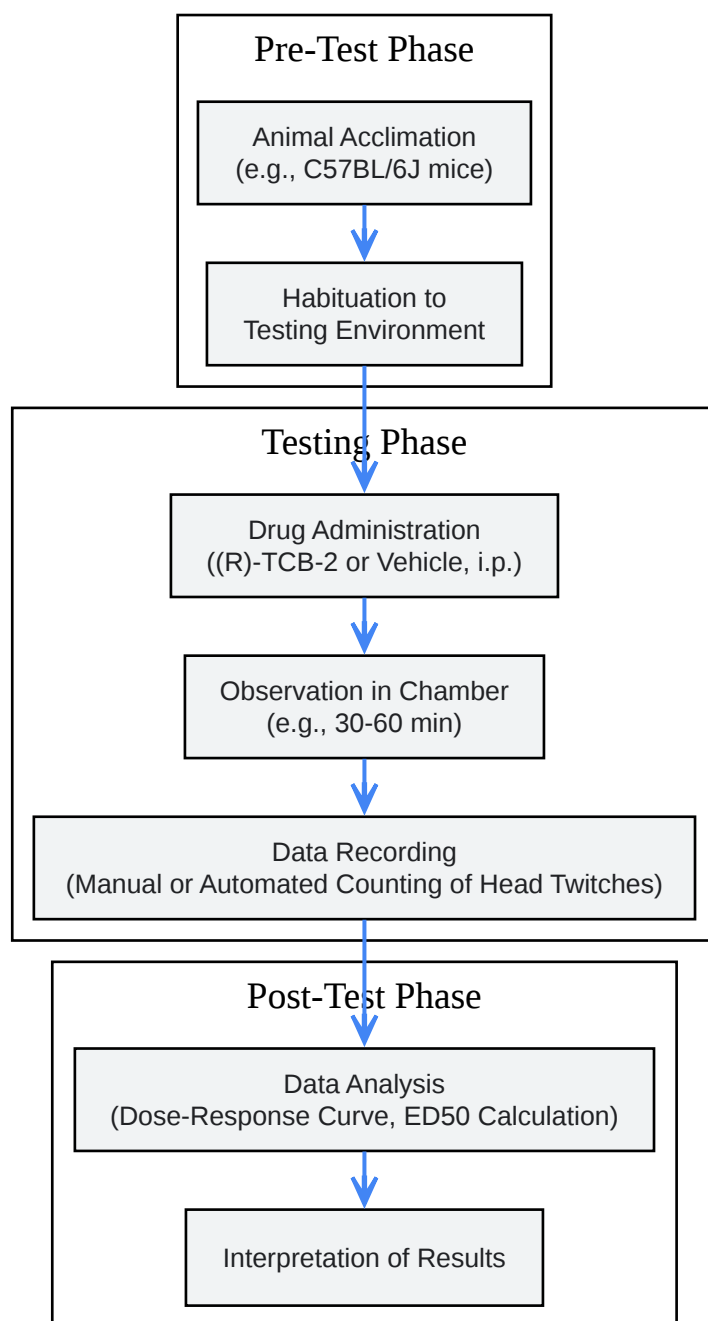 Pre-Test Phase
Animal Acclimation
(e.g., C57BL/6J mice)
Habituation to
Testing Environment
Testing Phase
Drug Administration
((R)-TCB-2 or Vehicle, i.p.)
Observation in Chamber
(e.g., 30-60 min)
Data Recording
(Manual or Automated Counting of Head Twitches)
Post-Test Phase
Data Analysis
(Dose-Response Curve, ED50 Calculation)
Interpretation of Results